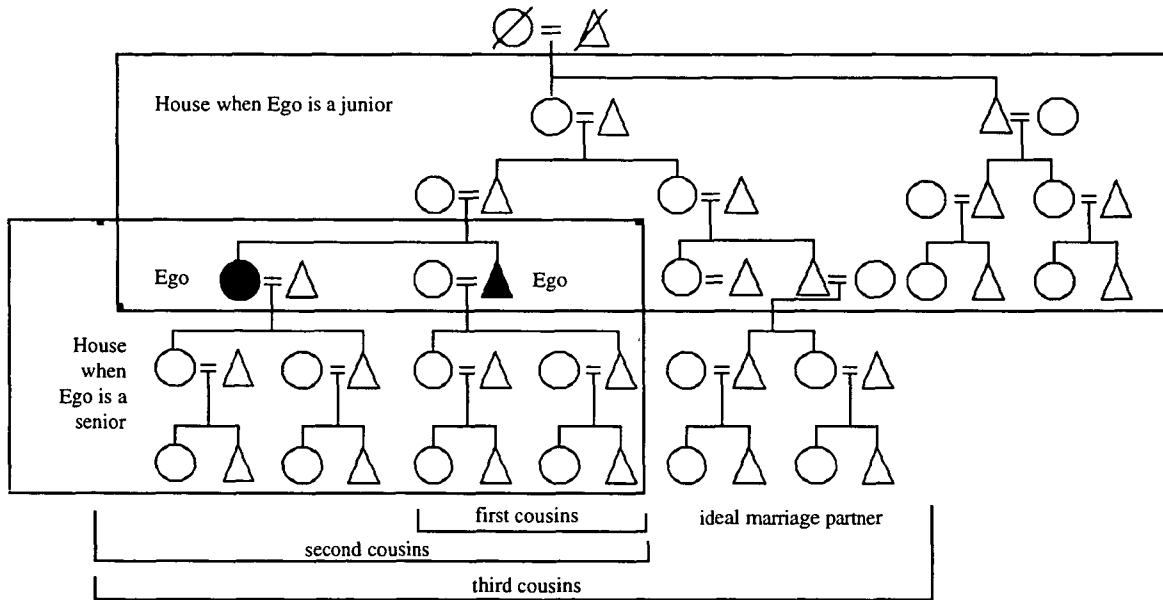 House when Ego is a junior
Ego
Ego
House
when
Ego is a
senior
first cousins
ideal marriage partner
second cousins
third cousins